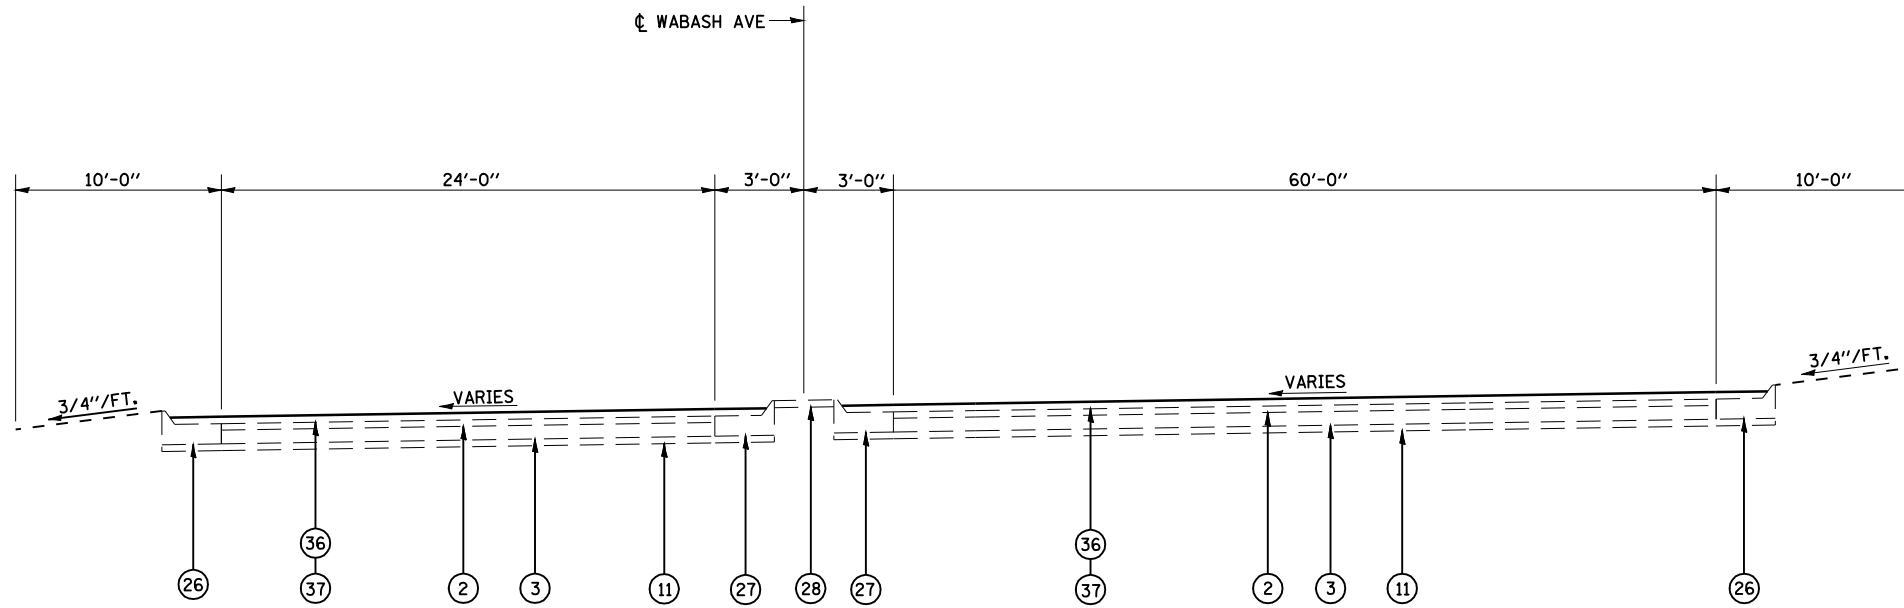 ℄ WABASH AVE
10'-0" 24'-0" 3'-0" 3'-0" 60'-0" 10'-0"
3/4"/FT. VARIES VARIES 3/4"/FT.
36 36
26 37 2 3 11 27 28 27 37 2 3 11 26